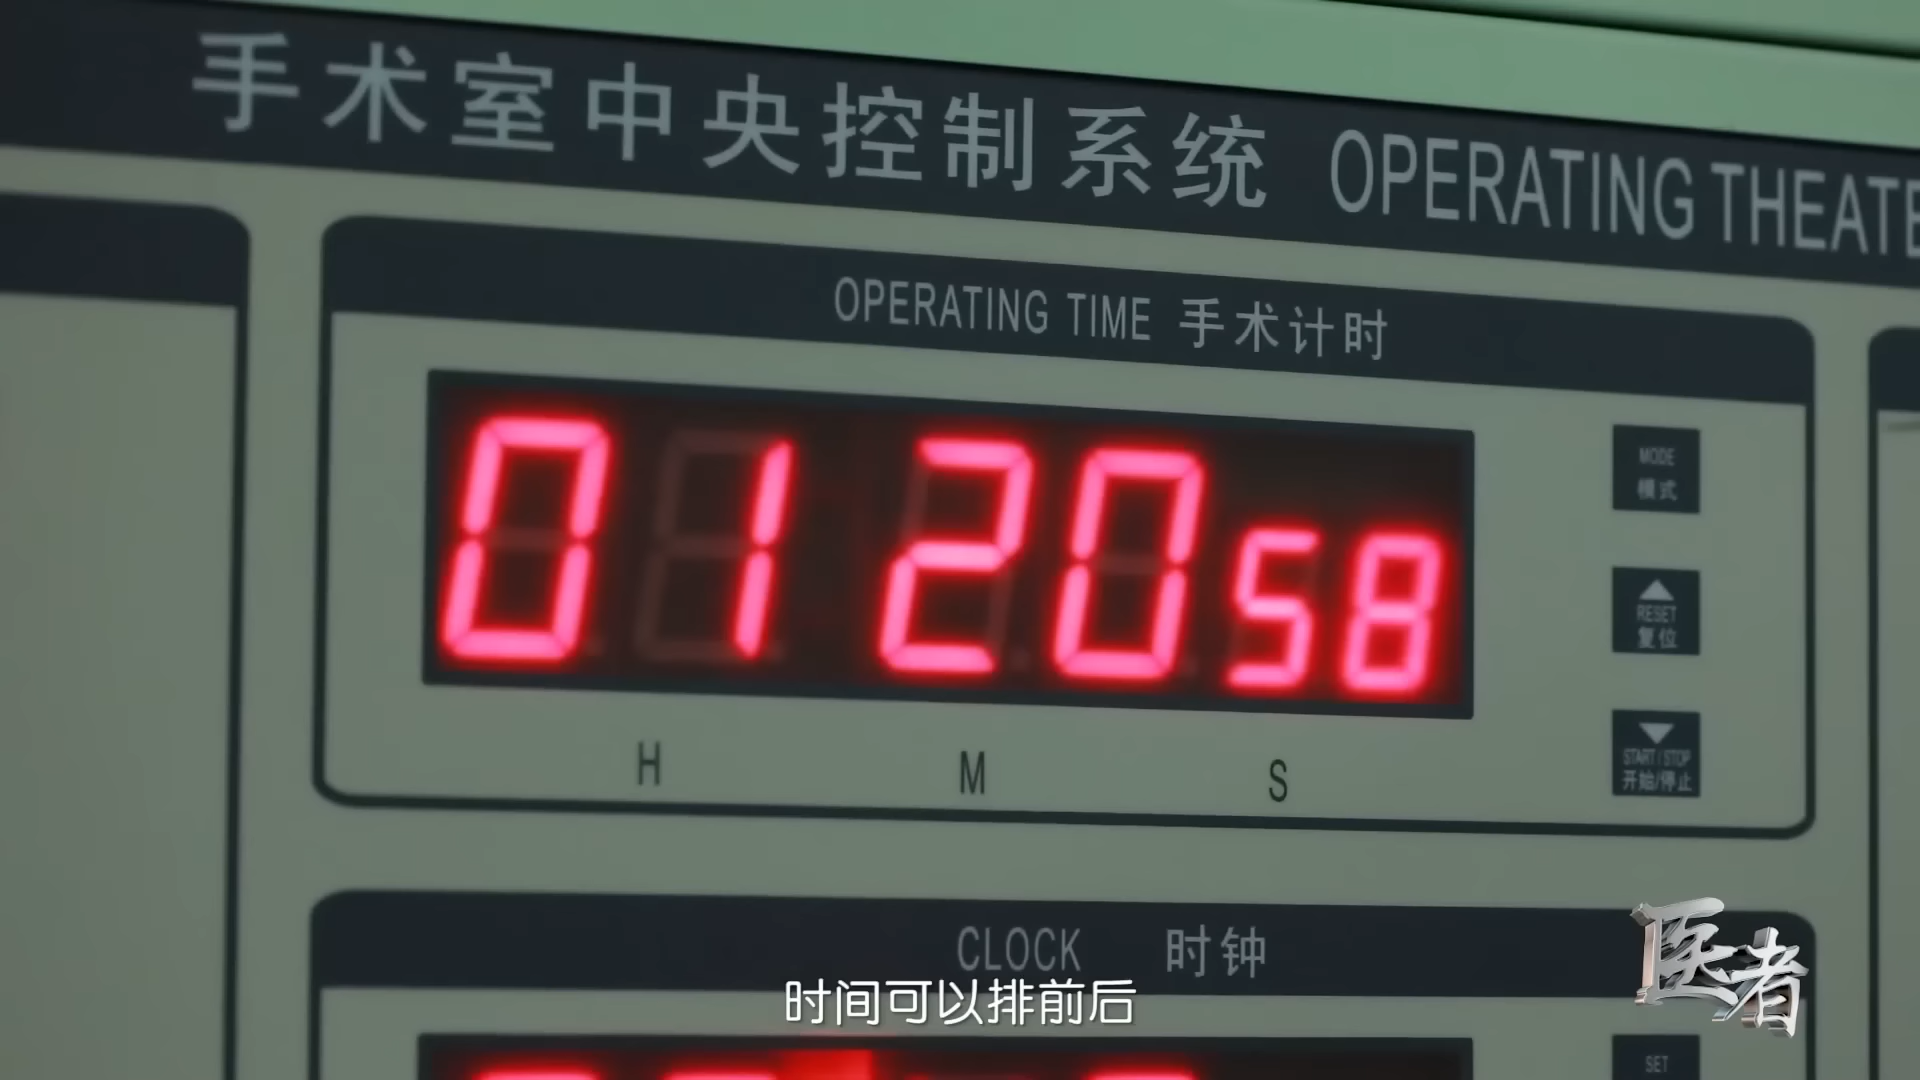 手术室中央控制系统 OPERATING THEATE
OPERATING TIME 手术计时
01 20 58
MODE
模式
RESET
复位
START/STOP
开始/停止
H M S
CLOCK 时钟
时间可以排前后
医者
SET